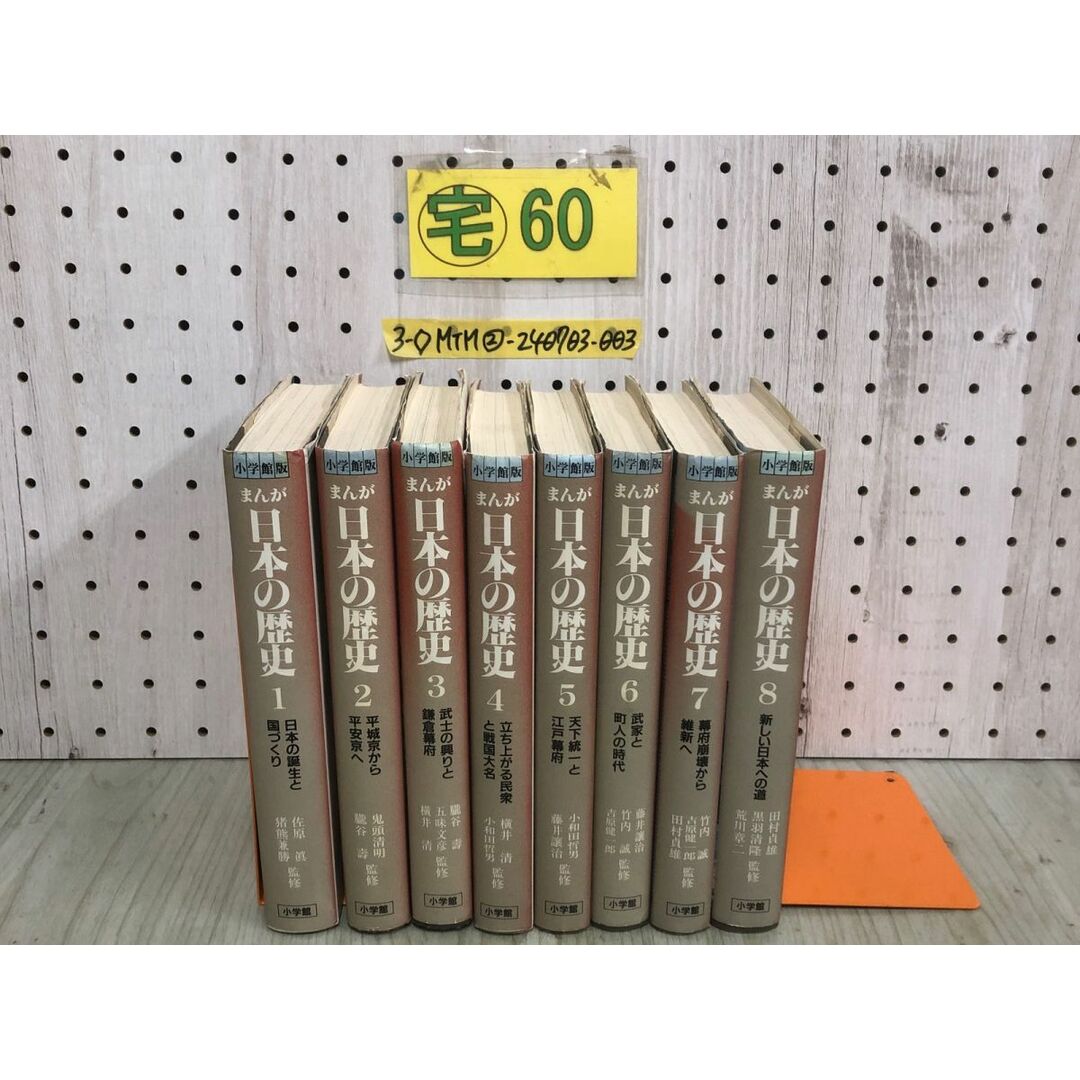 宅 60
3-◇MTM②-240703-003
小学館版
まんが
日本の歴史
1
日本の誕生と
国づくり
佐原 眞
猪熊兼勝
監修
小学館
小学館版
まんが
日本の歴史
2
平城京から
平安京へ
鬼頭清明
朧谷 壽
監修
小学館
小学館版
まんが
日本の歴史
3
武士の興りと
鎌倉幕府
朧谷 壽
五味文彦
横井 清
監修
小学館
小学館版
まんが
日本の歴史
4
立ち上がる民衆
と戦国大名
横井 清
小和田哲男
監修
小学館
小学館版
まんが
日本の歴史
5
天下統一と
江戸幕府
小和田哲男
藤井讓治
監修
小学館
小学館版
まんが
日本の歴史
6
武家と
町人の時代
藤井讓治
竹内 誠
吉原健一郎
監修
小学館
小学館版
まんが
日本の歴史
7
幕府崩壊から
維新へ
竹内 誠
吉原健一郎
田村貞雄
監修
小学館
小学館版
まんが
日本の歴史
8
新しい日本への道
田村貞雄
黒羽清隆
荒川章二
監修
小学館